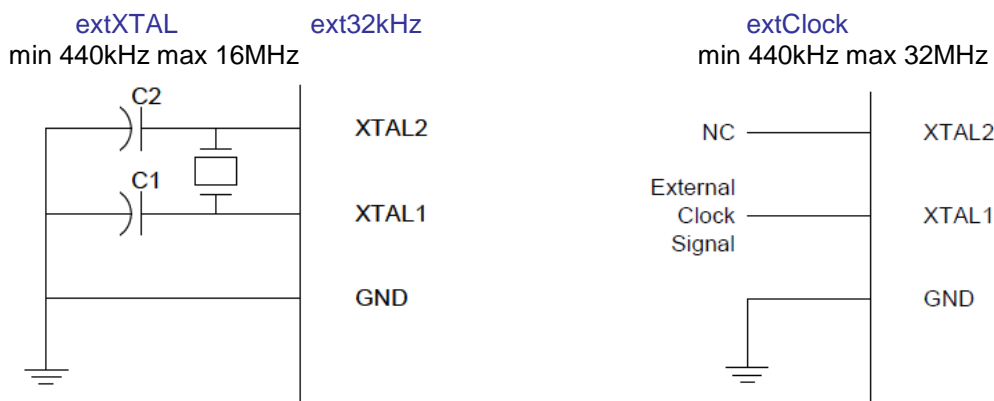 extXTAL ext32kHz
min 440kHz max 16MHz
C2
XTAL2
C1
XTAL1
GND
extClock
min 440kHz max 32MHz
NC XTAL2
External
Clock XTAL1
Signal
GND